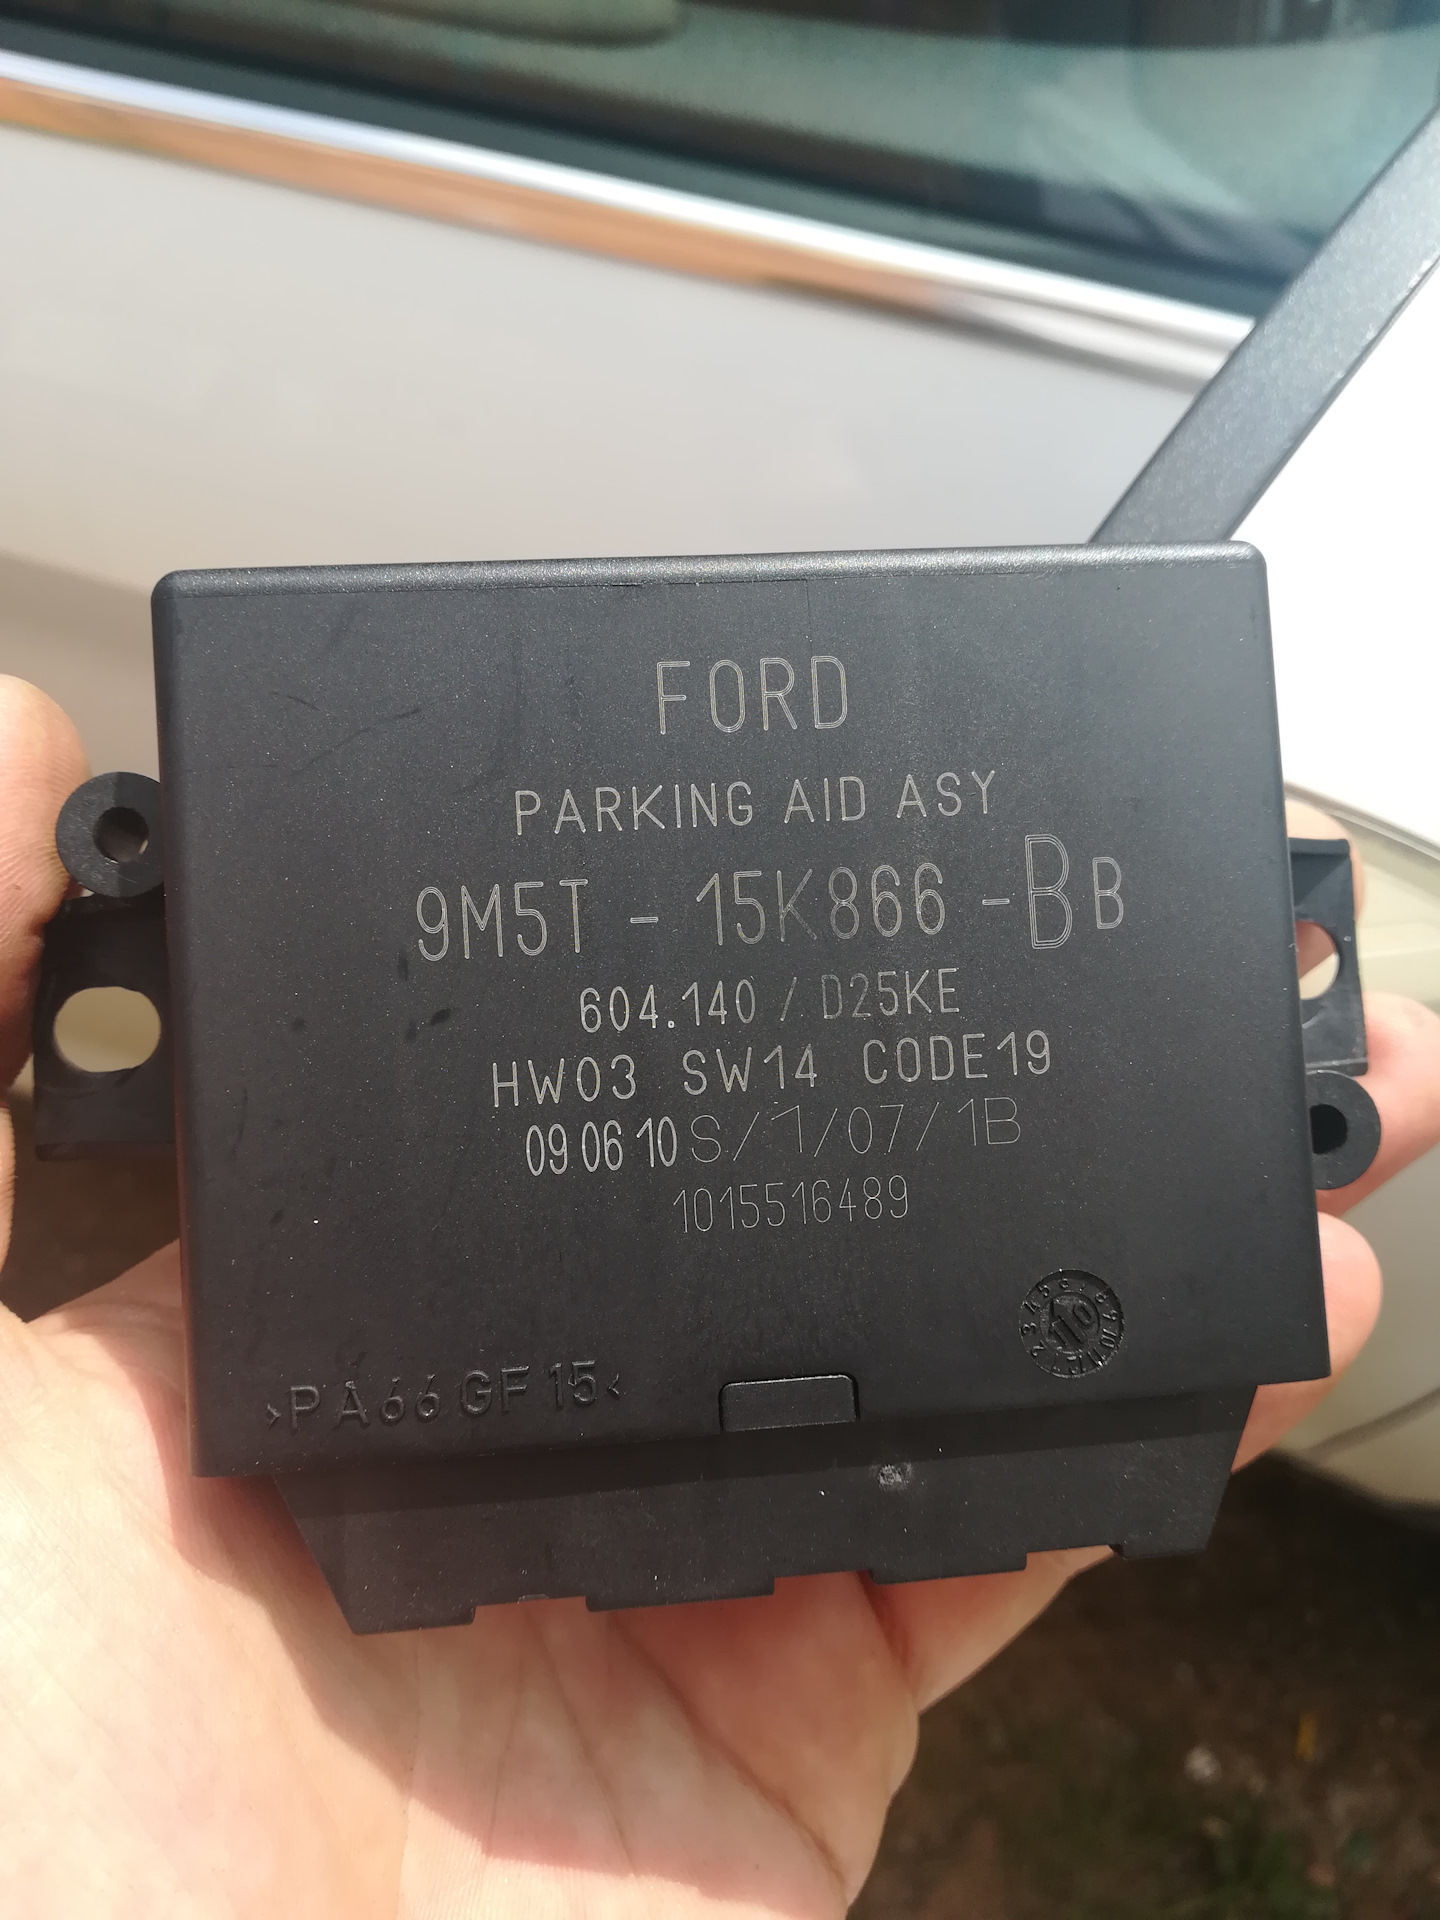 FORD
PARKING AID ASY
9M5T - 15K866 -BB
604.140 / D25KE
HW03 SW14 CODE19
09 06 10 S/1/07/1B
1015516489
>PA66 GF 15<